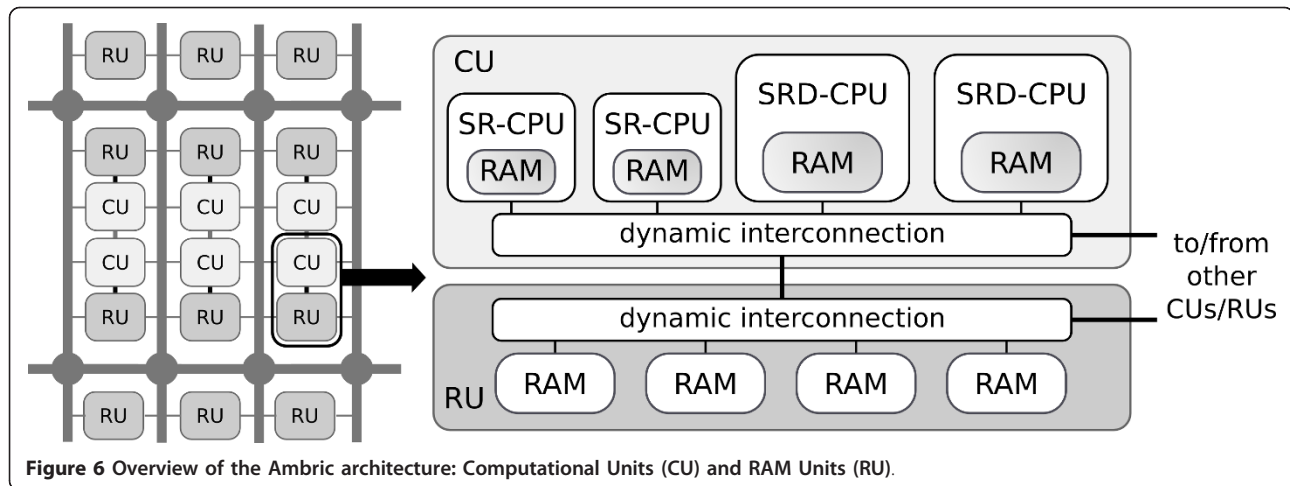 RU RU RU
RU RU RU
CU CU CU
CU CU CU
RU RU RU
RU RU RU
CU
SR-CPU SR-CPU SRD-CPU SRD-CPU
RAM RAM RAM RAM
dynamic interconnection
to/from
other
CUs/RUs
dynamic interconnection
RU RAM RAM RAM RAM
Figure 6 Overview of the Ambric architecture: Computational Units (CU) and RAM Units (RU).